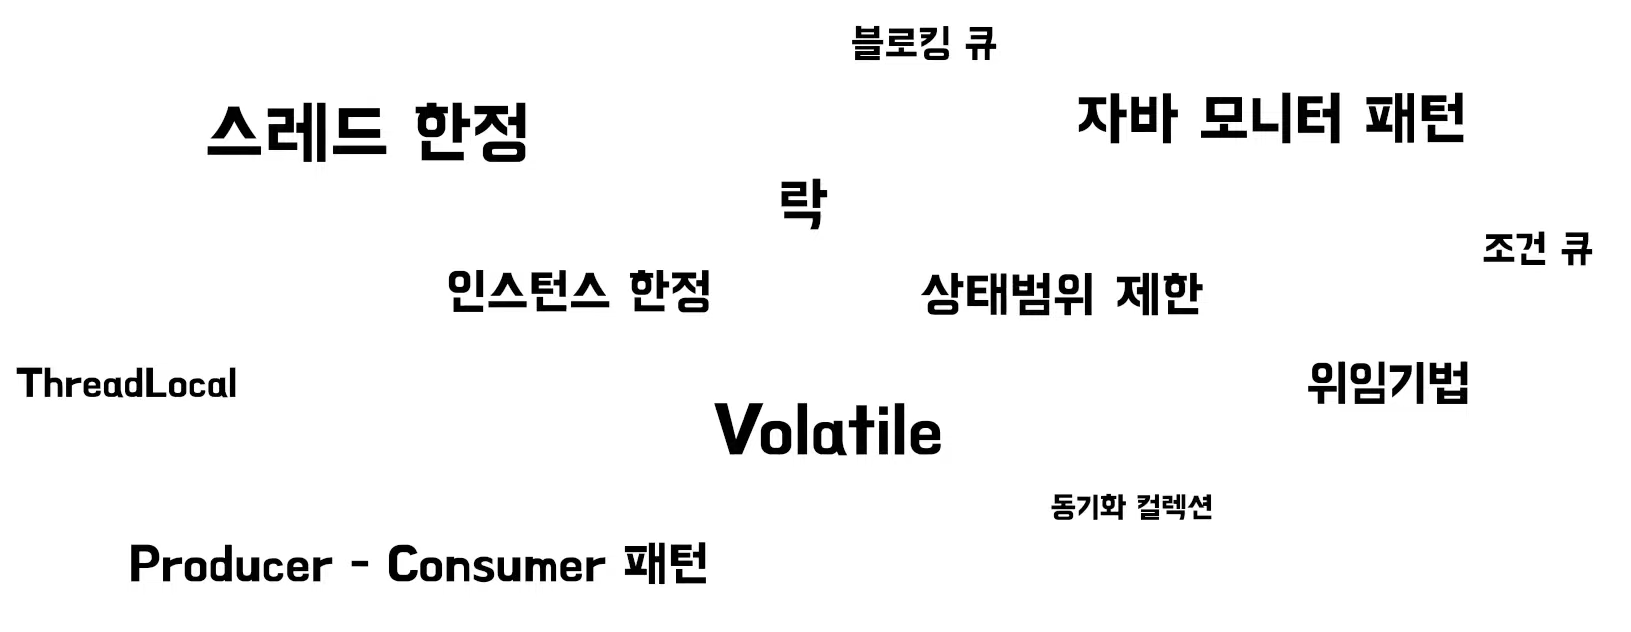 블로킹 큐
스레드 한정
자바 모니터 패턴
락
조건 큐
인스턴스 한정
상태범위 제한
ThreadLocal
위임기법
Volatile
동기화 컬렉션
Producer - Consumer 패턴